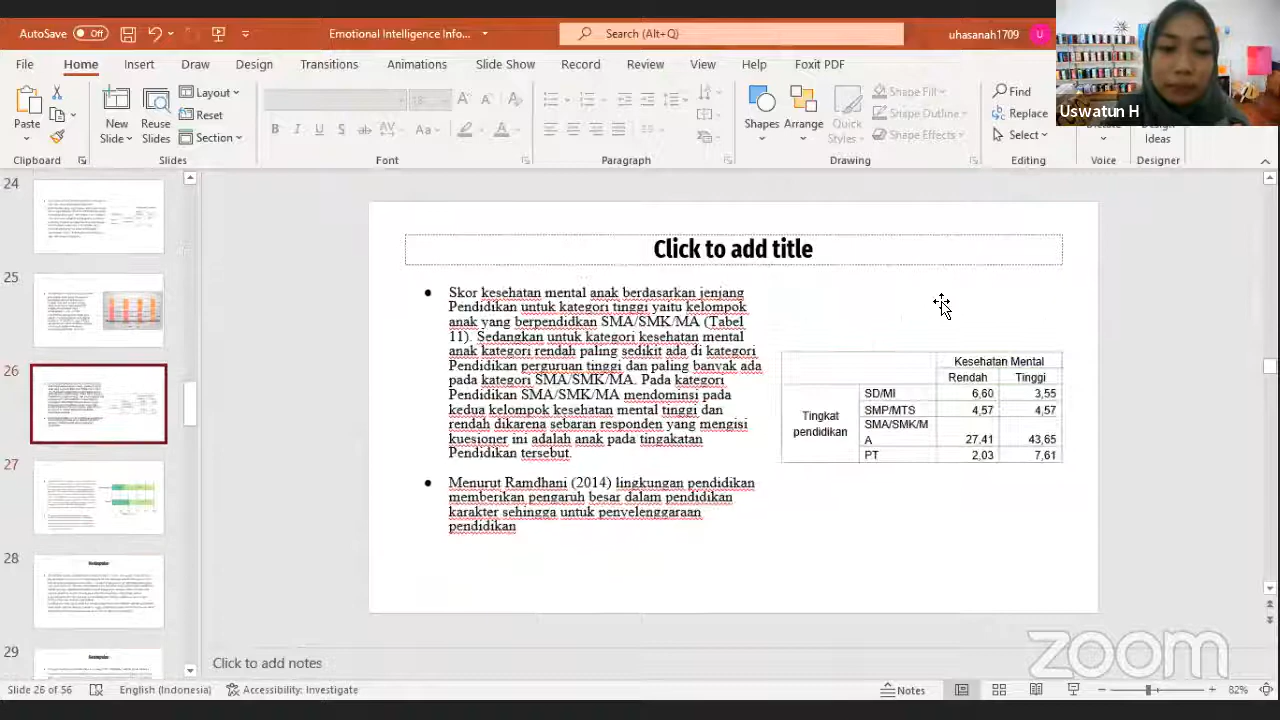 AutoSave Off
Emotional Intelligence Info...
Search (Alt+Q)
uhasanah1709
U
Uswatun H
File Home Insert Draw Design Transitions Animations Slide Show Record Review View Help Foxit PDF
Paste
New
Slide
Reuse
Slides
Layout
Reset
Section
Aa
Shapes
Arrange
Quick
Styles
Shape Fill
Shape Outline
Shape Effects
Find
Replace
Select
Dictate
Design
Ideas
Clipboard Slides Font Paragraph Drawing Editing Voice Designer
24
25
26
27
28
29
Click to add title
Skor kesehatan mental anak berdasarkan jenjang
Pendidikan untuk kategori tinggi yaitu kelompok
anak yang berpendidkan SMA/SMK/MA (Tabel
11). Sedangkan untuk kategori kesehatan mental
anak kategori rendah paling sedikit ada di kategori
Pendidikan perguruan tinggi dan paling banyak ada
pada kategori SMA/SMK/MA. Pada kategori
Pendidikan SMA/SMK/MA mendominasi pada
kedua kelompok kesehatan mental tinggi dan
rendah dikarena sebaran responden yang mengisi
kuesioner ini adalah anak pada tingakatan
Pendidikan tersebut.
Menurut Ramdhani (2014) lingkungan pendidikan
memberikan pengaruh besar dalam pendidikan
karakter sehingga untuk penyelenggaraan
pendidikan
Kesehatan Mental
Rendah Tinggi
Tingkat
pendidikan
SD/MI 6,60 3,55
SMP/MTS 4,57 4,57
SMA/SMK/M
A 27,41 43,65
PT 2,03 7,61
zoom
Click to add notes
Slide 26 of 56
English (Indonesia)
Accessibility: Investigate
Notes
82%